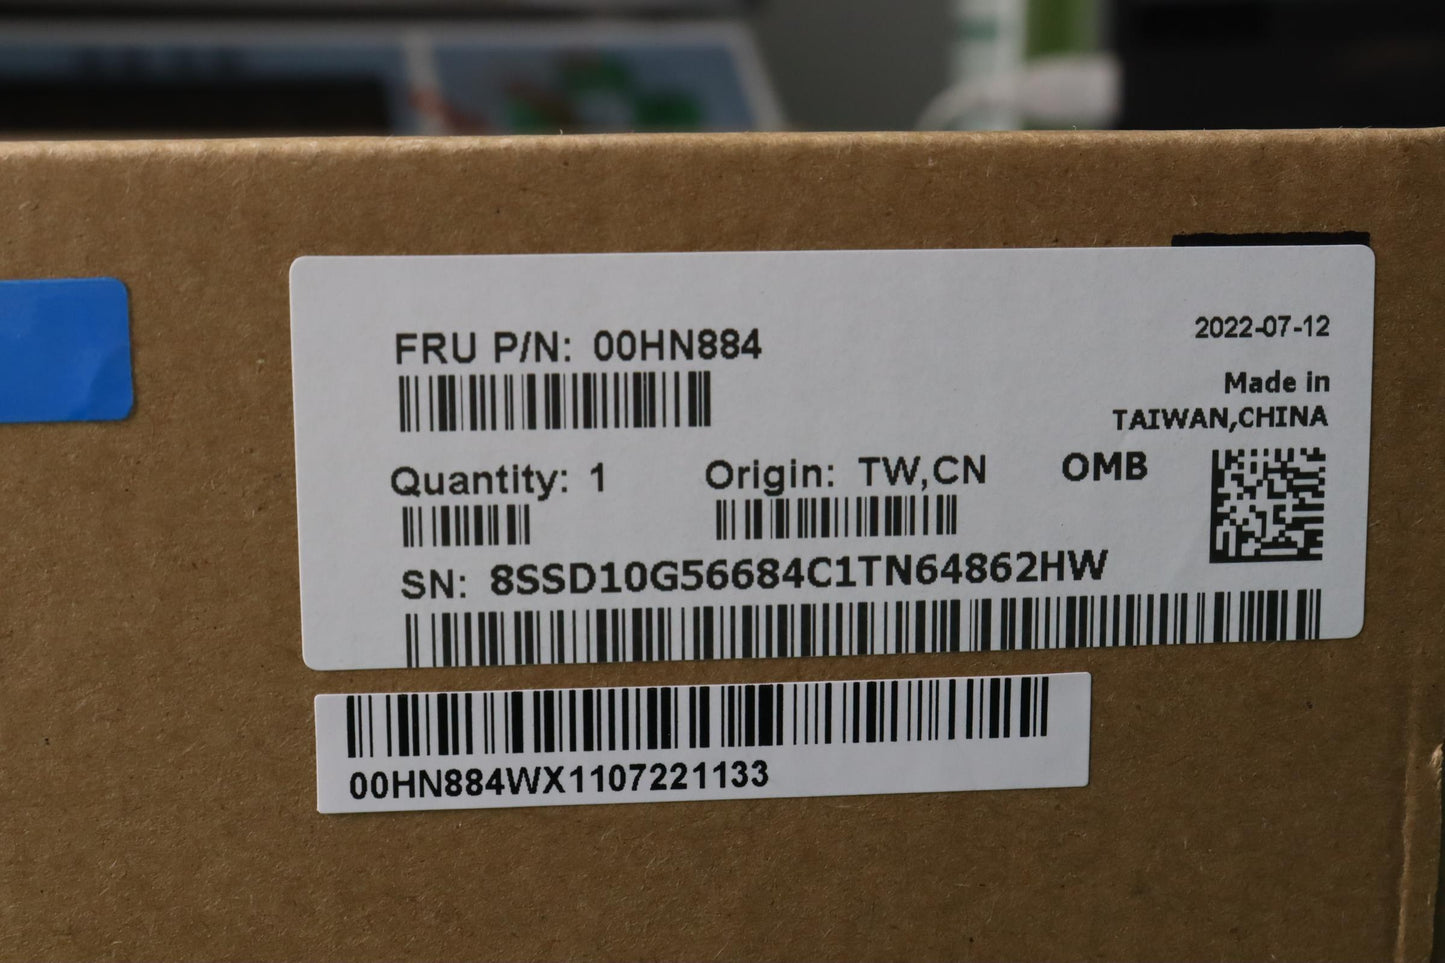 FRU P/N: 00HN884
2022-07-12
Made in
TAIWAN,CHINA
Quantity: 1
Origin: TW,CN
OMB
SN: 8SSD10G56684C1TN64862HW
00HN884WX1107221133